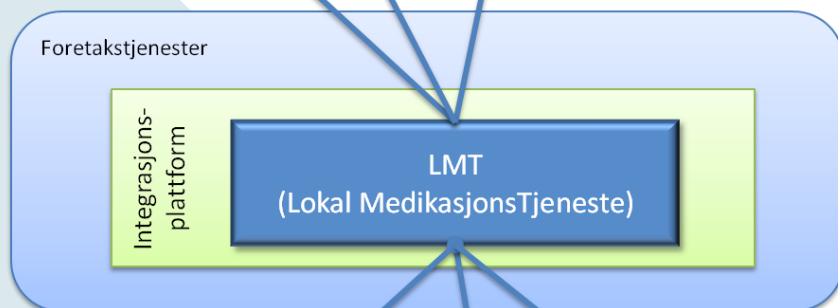 Foretakstjenester
Integrasjons-
plattform
LMT
(Lokal MedikasjonsTjeneste)